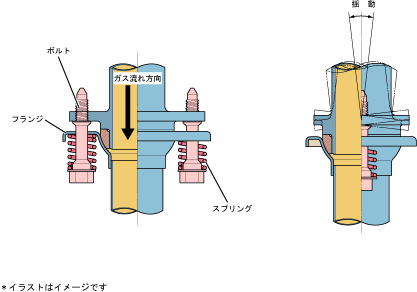 揺 動
ボルト
ガス流れ方向
フランジ
スプリング
＊イラストはイメージです